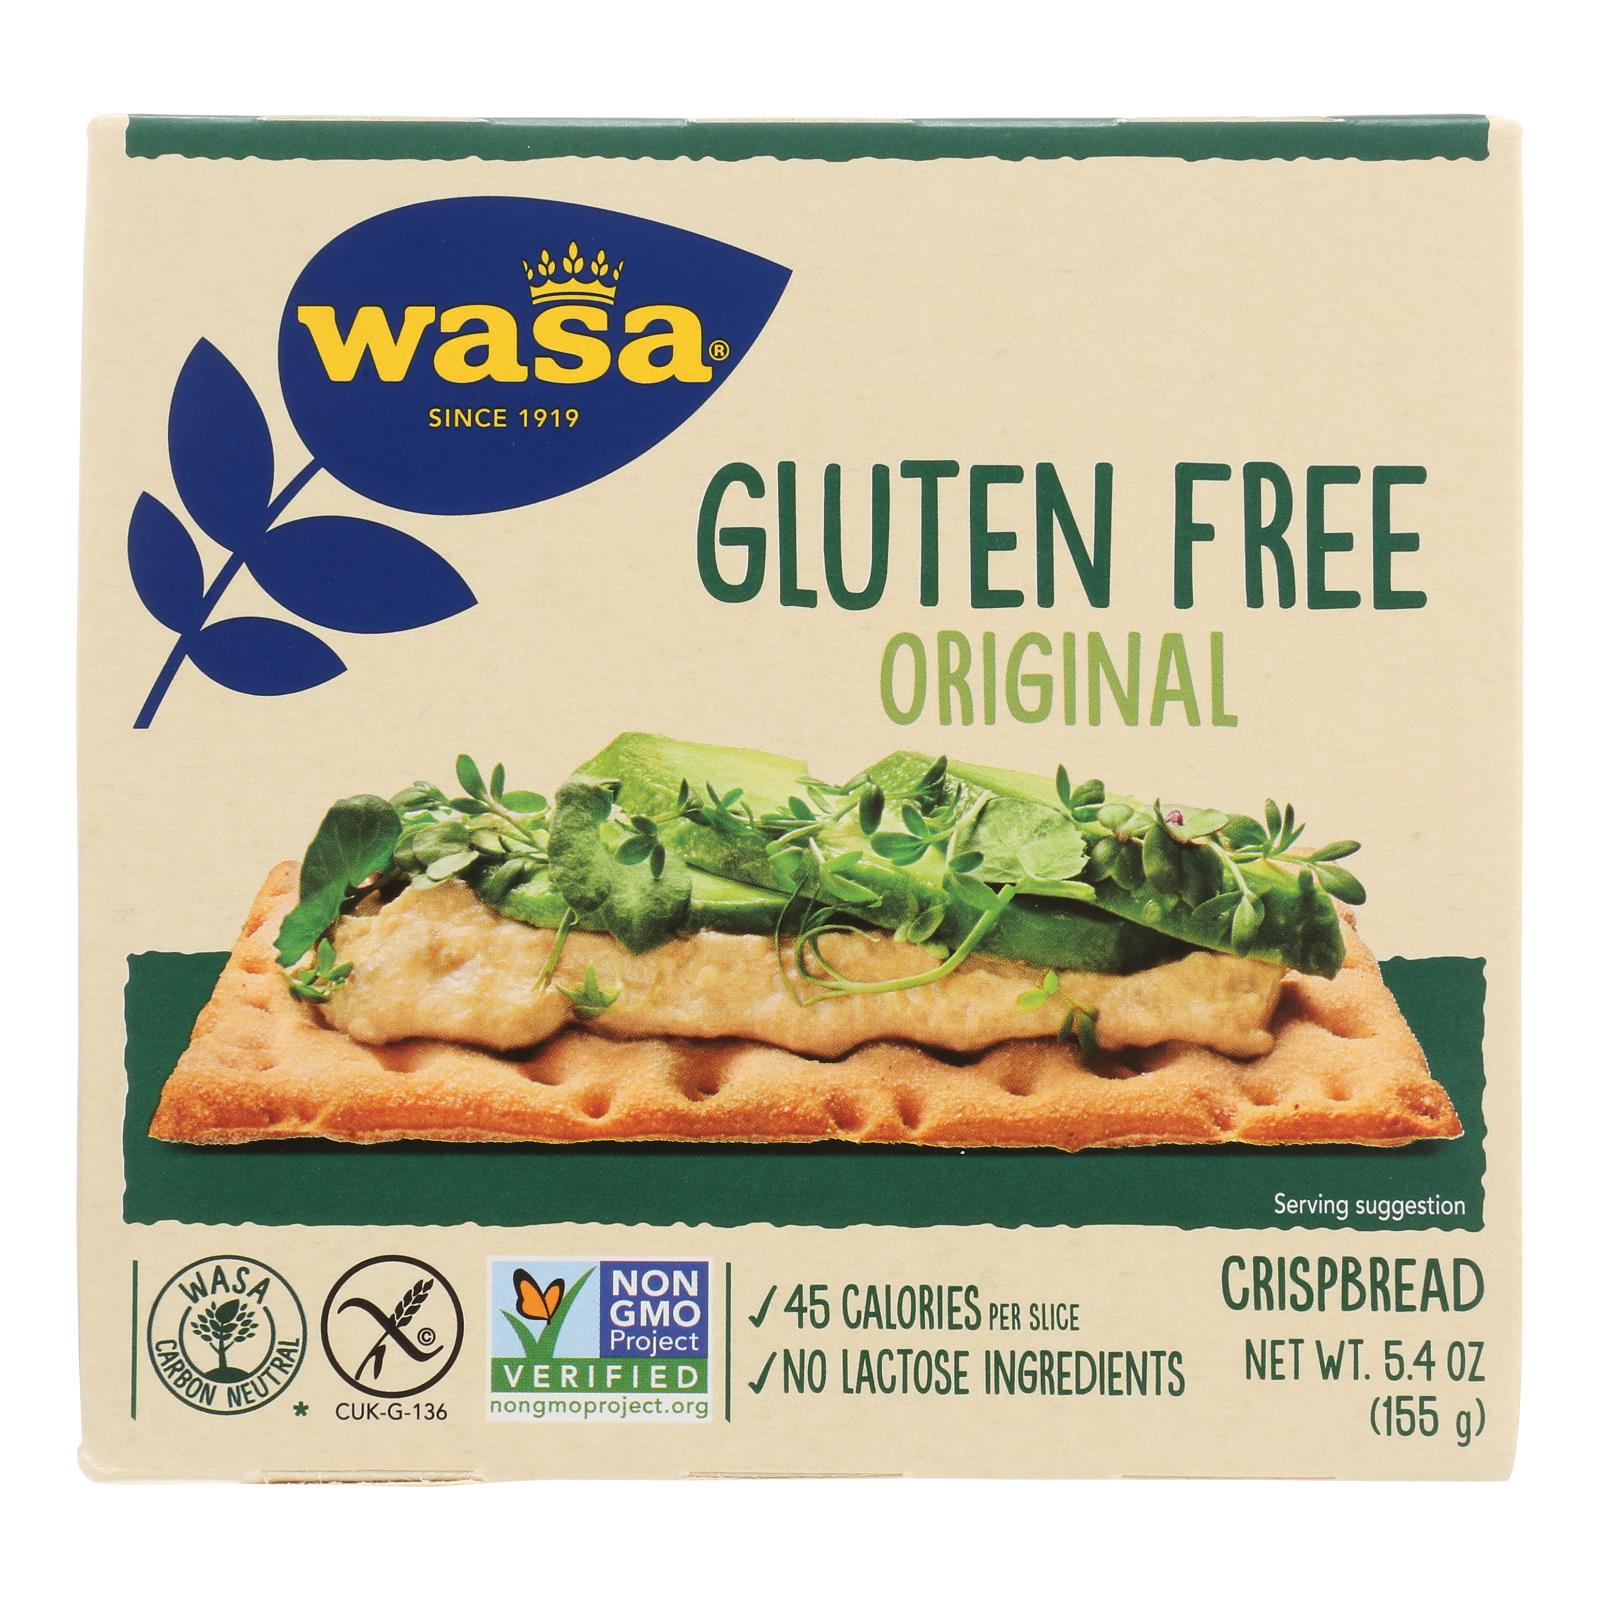 wasa®
SINCE 1919
GLUTEN FREE
ORIGINAL
Serving suggestion
WASA
CARBON NEUTRAL
*
©
CUK-G-136
NON
GMO
Project
VERIFIED
nongmoproject.org
✓45 CALORIES PER SLICE
✓NO LACTOSE INGREDIENTS
CRISPBREAD
NET WT. 5.4 OZ
(155 g)